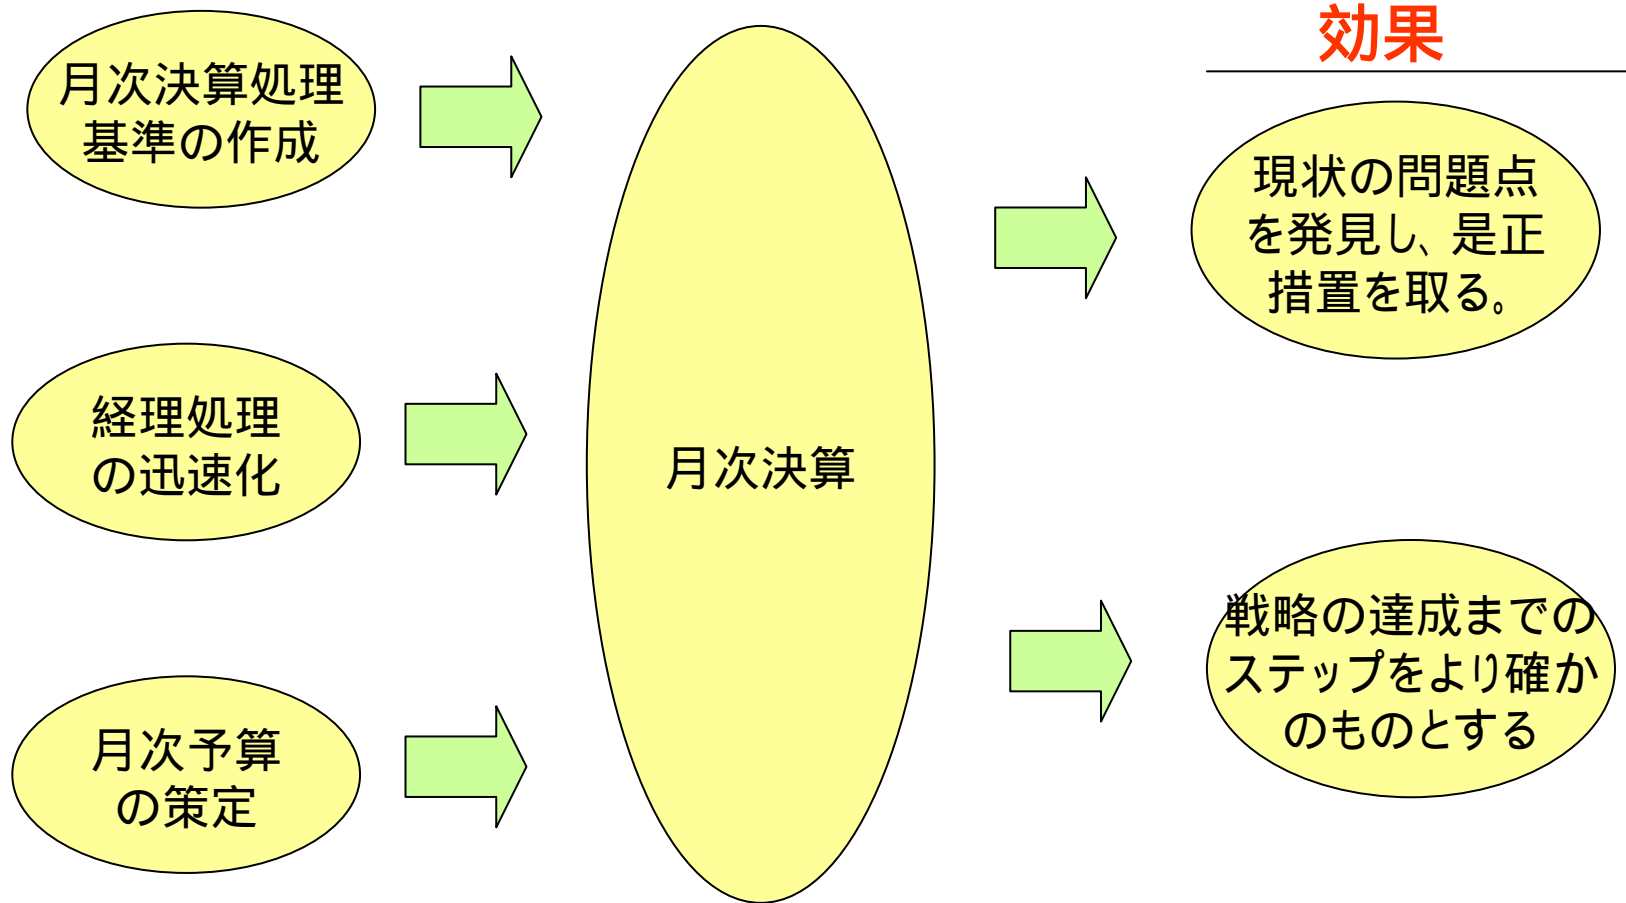 効果
月次決算処理
基準の作成
経理処理
の迅速化
月次予算
の策定
月次決算
現状の問題点
を発見し、是正
措置を取る。
戦略の達成までの
ステップをより確か
のものとする